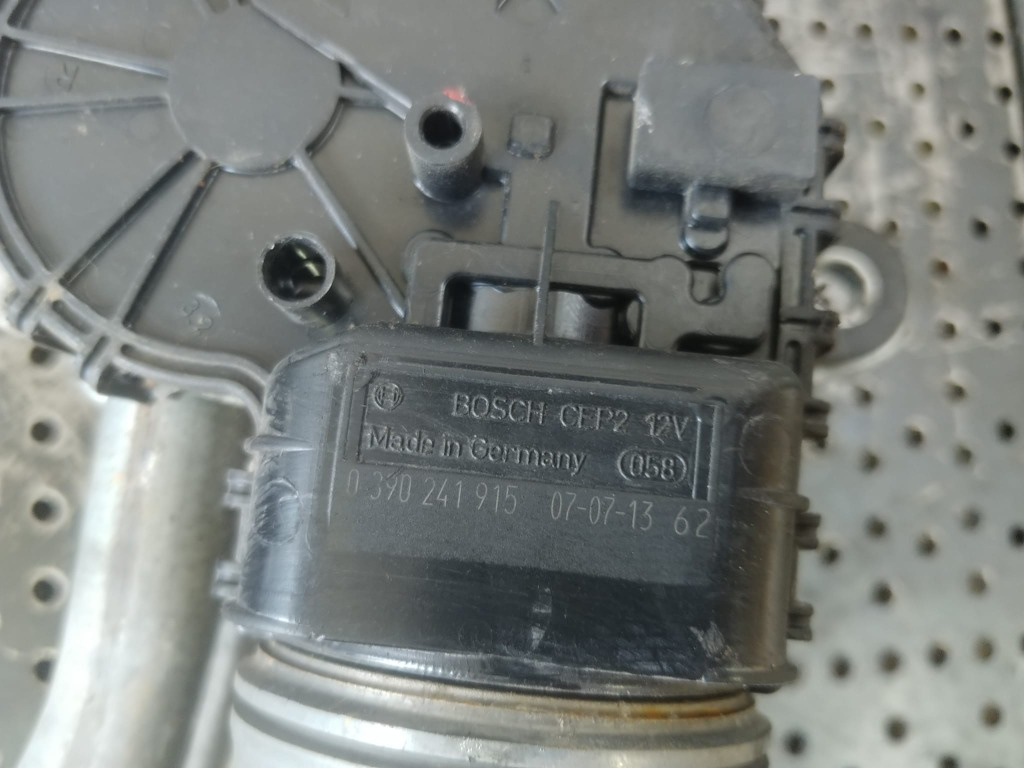 BOSCH CEP2 12V
Made in Germany 058
0 390 241 915 07-07-13 62